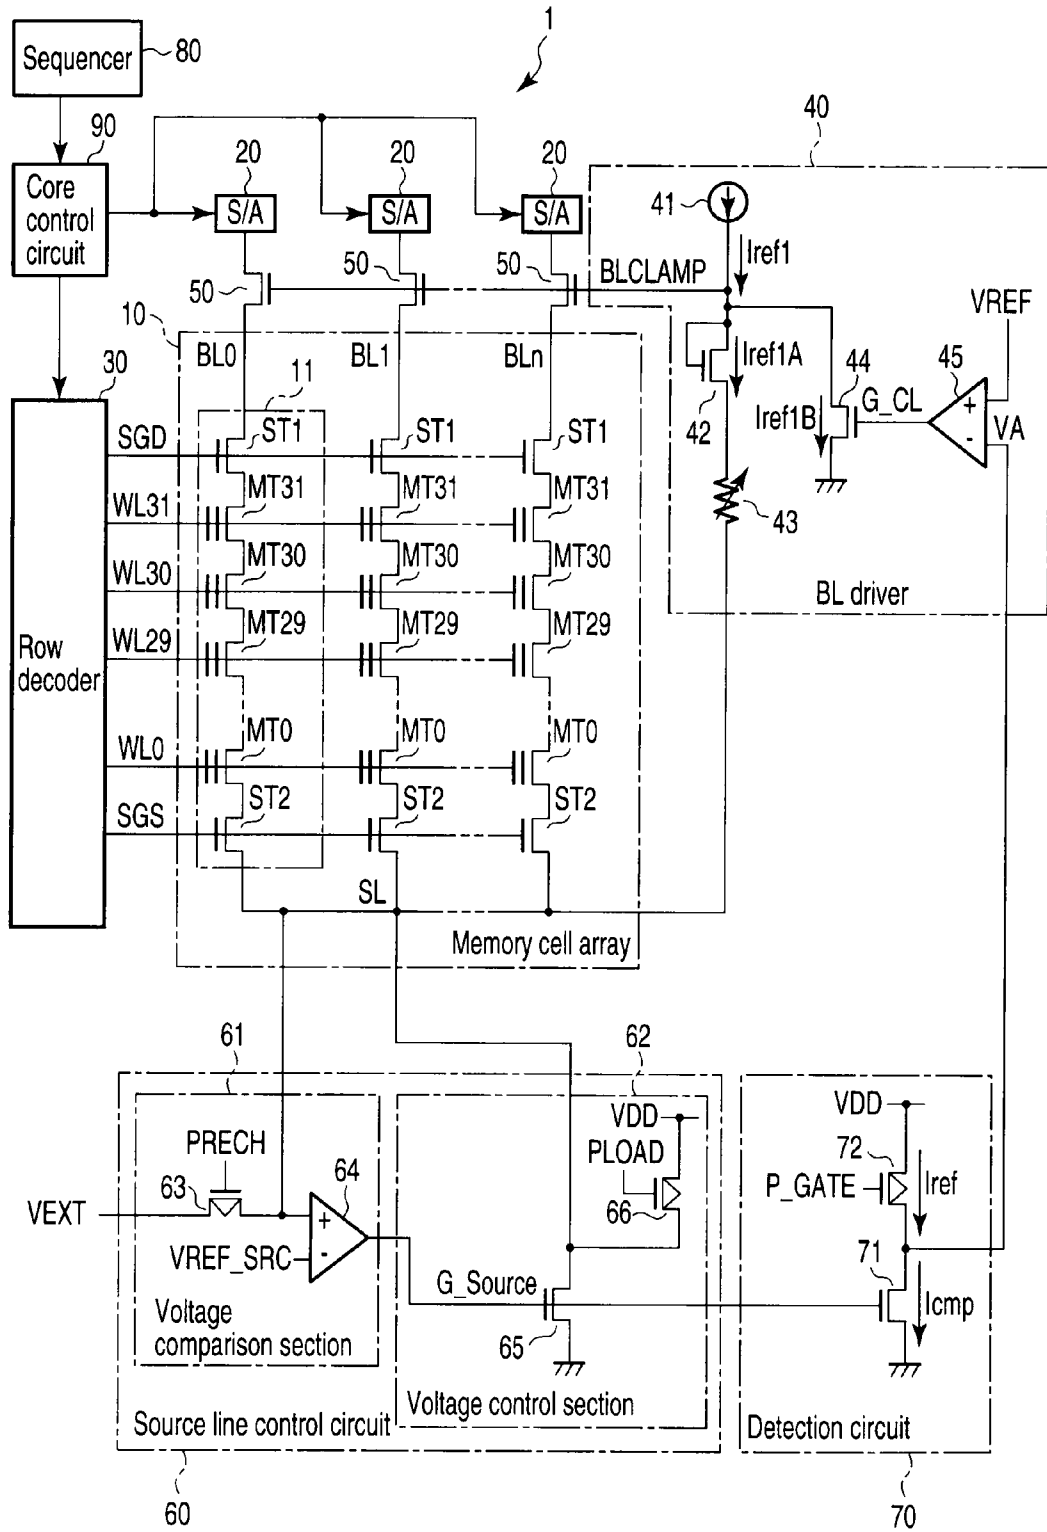 1
Sequencer
80
40
90
Core
control
circuit
20
20
20
S/A
S/A
S/A
41
Iref1
50
50
50
BLCLAMP
VREF
10
BL0
BL1
BLn
30
11
Iref1A
44
45
42
Iref1B
G_CL
+
-
VA
SGD
ST1
ST1
ST1
MT31
MT31
MT31
WL31
43
MT30
MT30
MT30
WL30
BL driver
MT29
MT29
MT29
WL29
Row
decoder
MT0
MT0
MT0
WL0
ST2
ST2
ST2
SGS
SL
Memory cell array
61
62
VDD
VDD
PRECH
PLOAD
72
63
64
P_GATE
Iref
VEXT
+
66
VREF_SRC
-
71
G_Source
Icmp
Voltage
comparison section
65
Voltage control section
Source line control circuit
Detection circuit
60
70